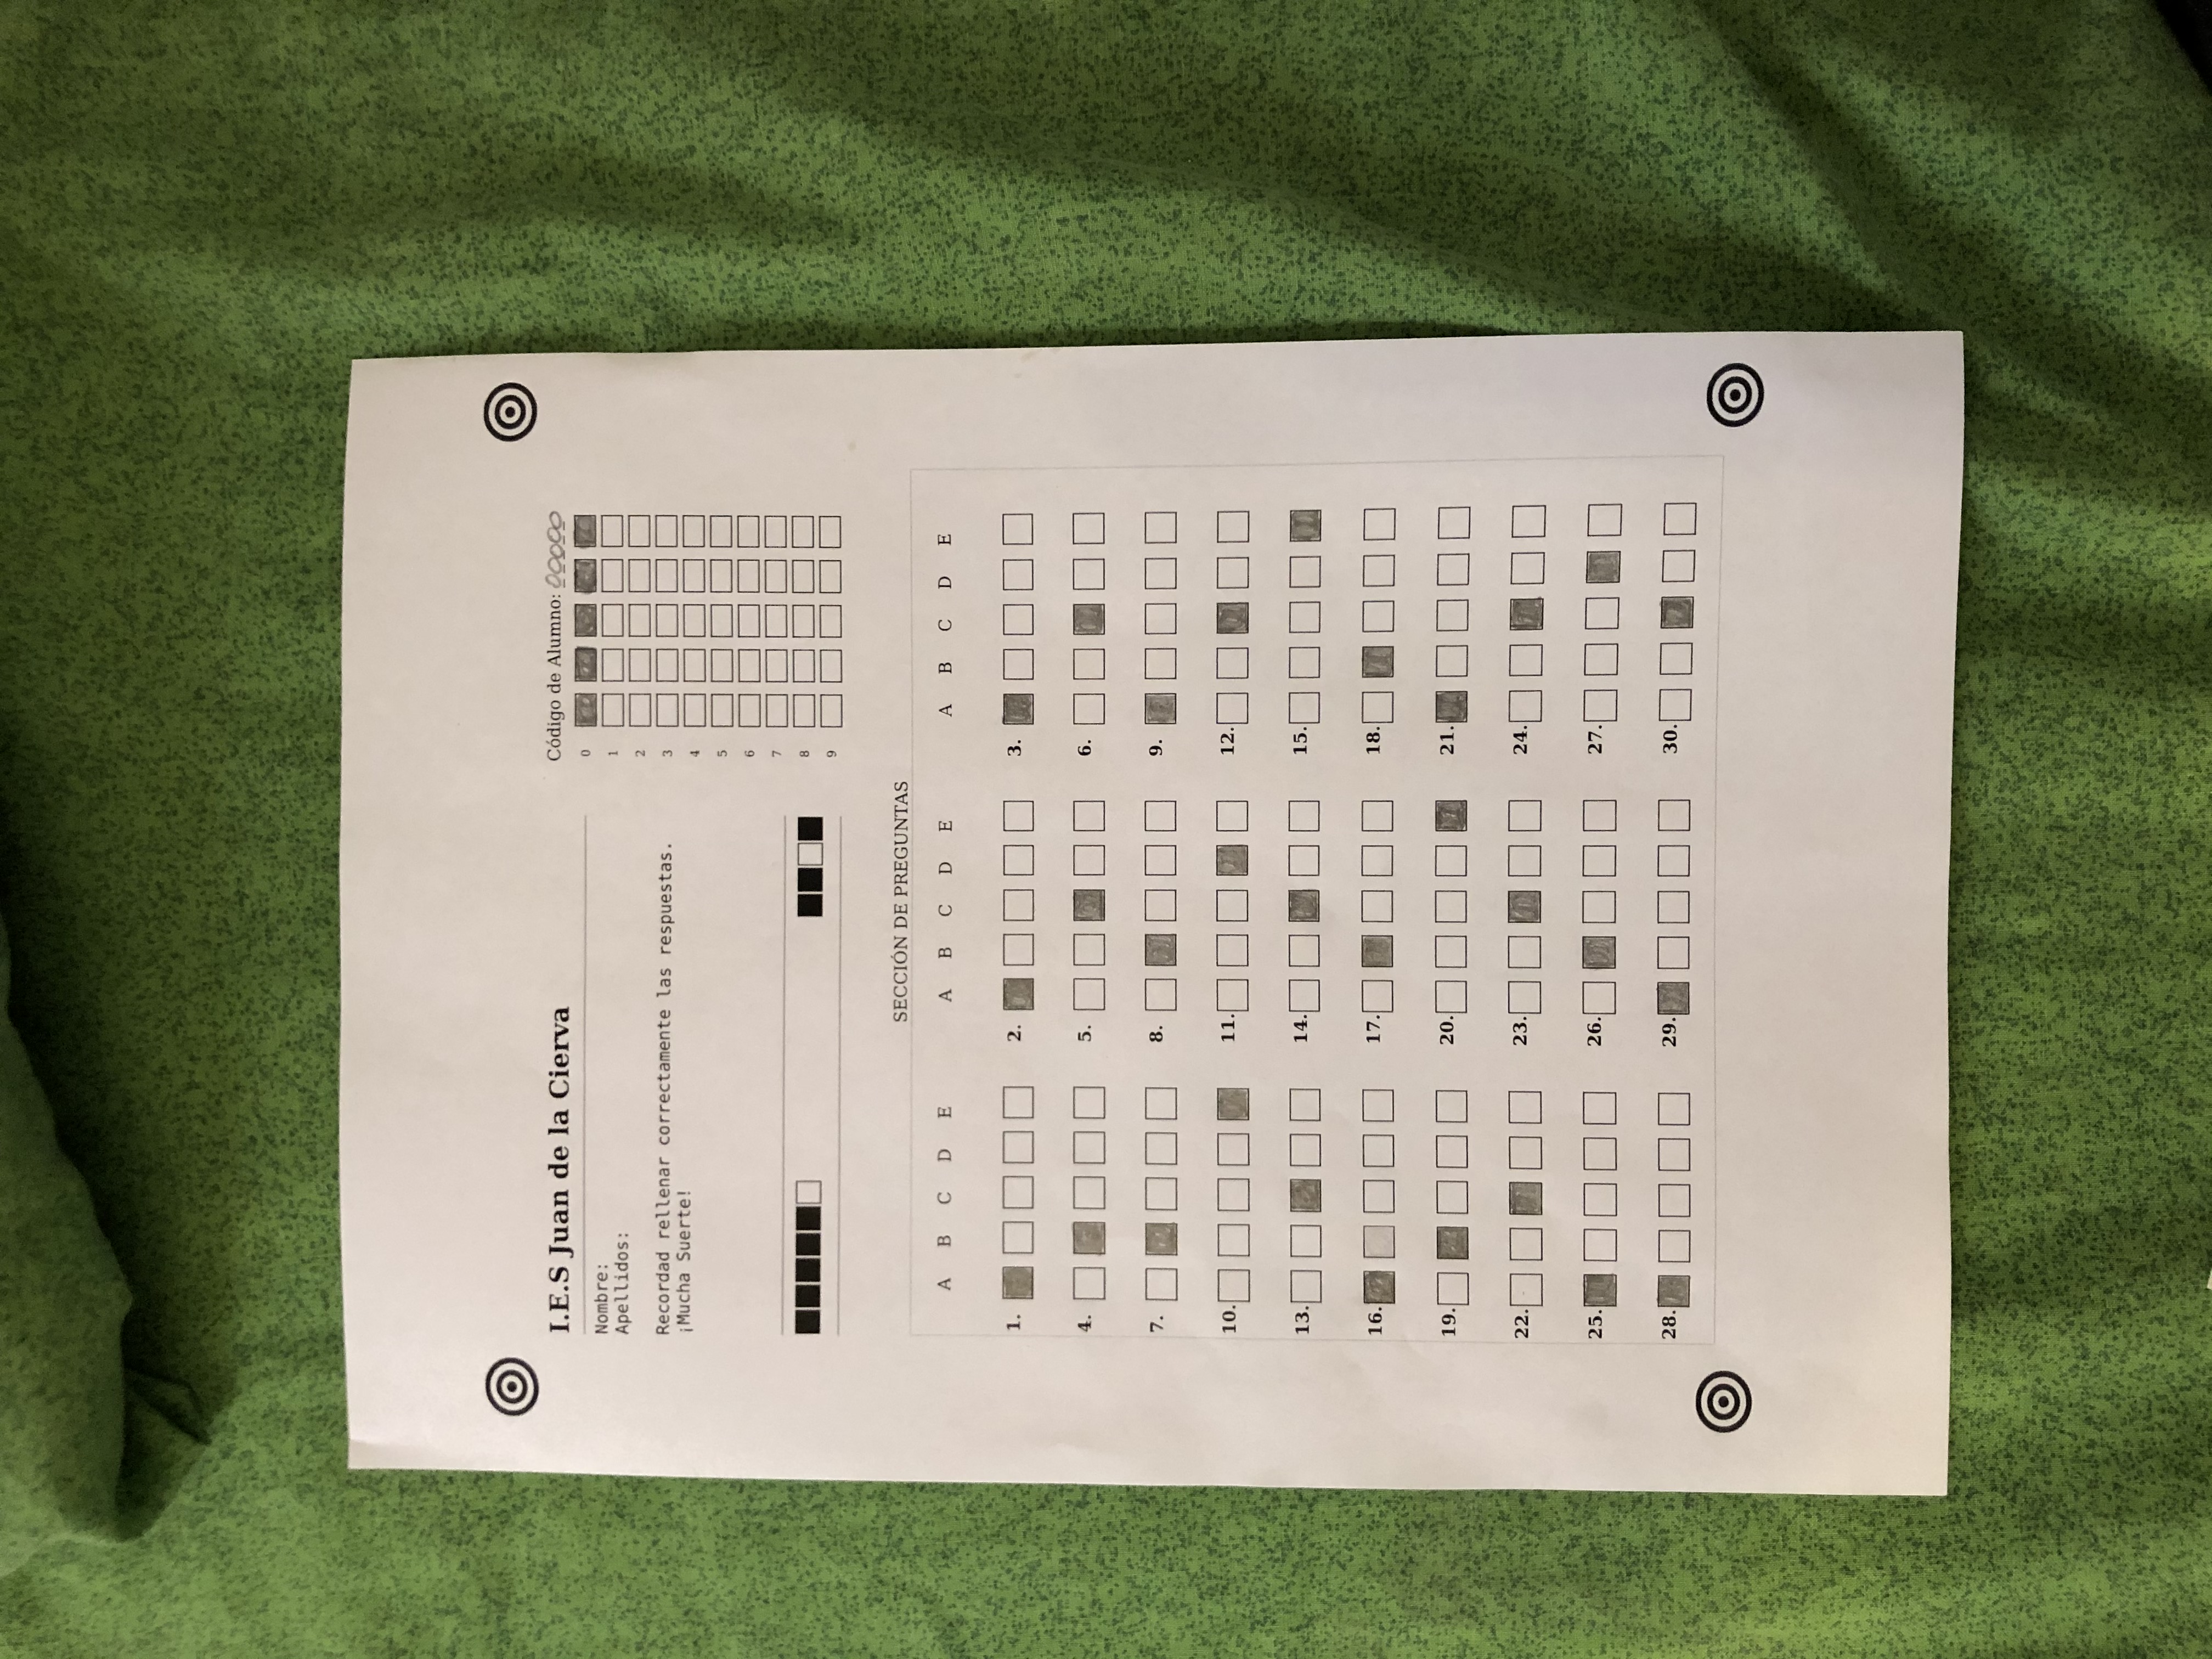 I.E.S Juan de la Cierva
Nombre:
Apellidos:
Recordad rellenar correctamente las respuestas.
¡Mucha Suerte!
Código de Alumno: 00000
0
1
2
3
4
5
6
7
8
9
SECCIÓN DE PREGUNTAS
A B C D E A B C D E A B C D E
1. 2. 3.
4. 5. 6.
7. 8. 9.
10. 11. 12.
13. 14. 15.
16. 17. 18.
19. 20. 21.
22. 23. 24.
25. 26. 27.
28. 29. 30.